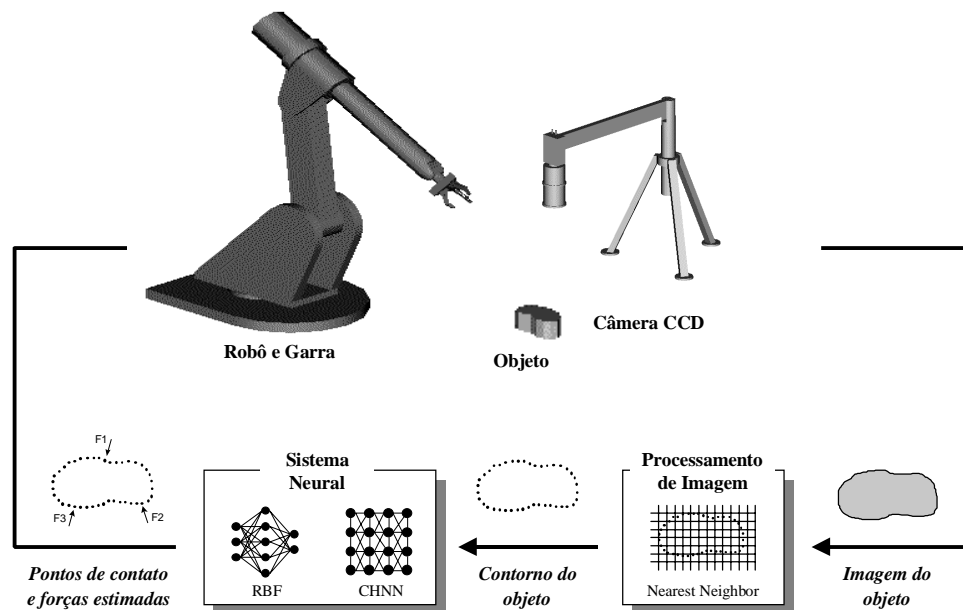 Robô e Garra
Objeto
Câmera CCD
F1
F3
F2
Sistema
Neural
RBF
CHNN
Processamento
de Imagem
Nearest Neighbor
Pontos de contato
e forças estimadas
Contorno do
objeto
Imagem do
objeto